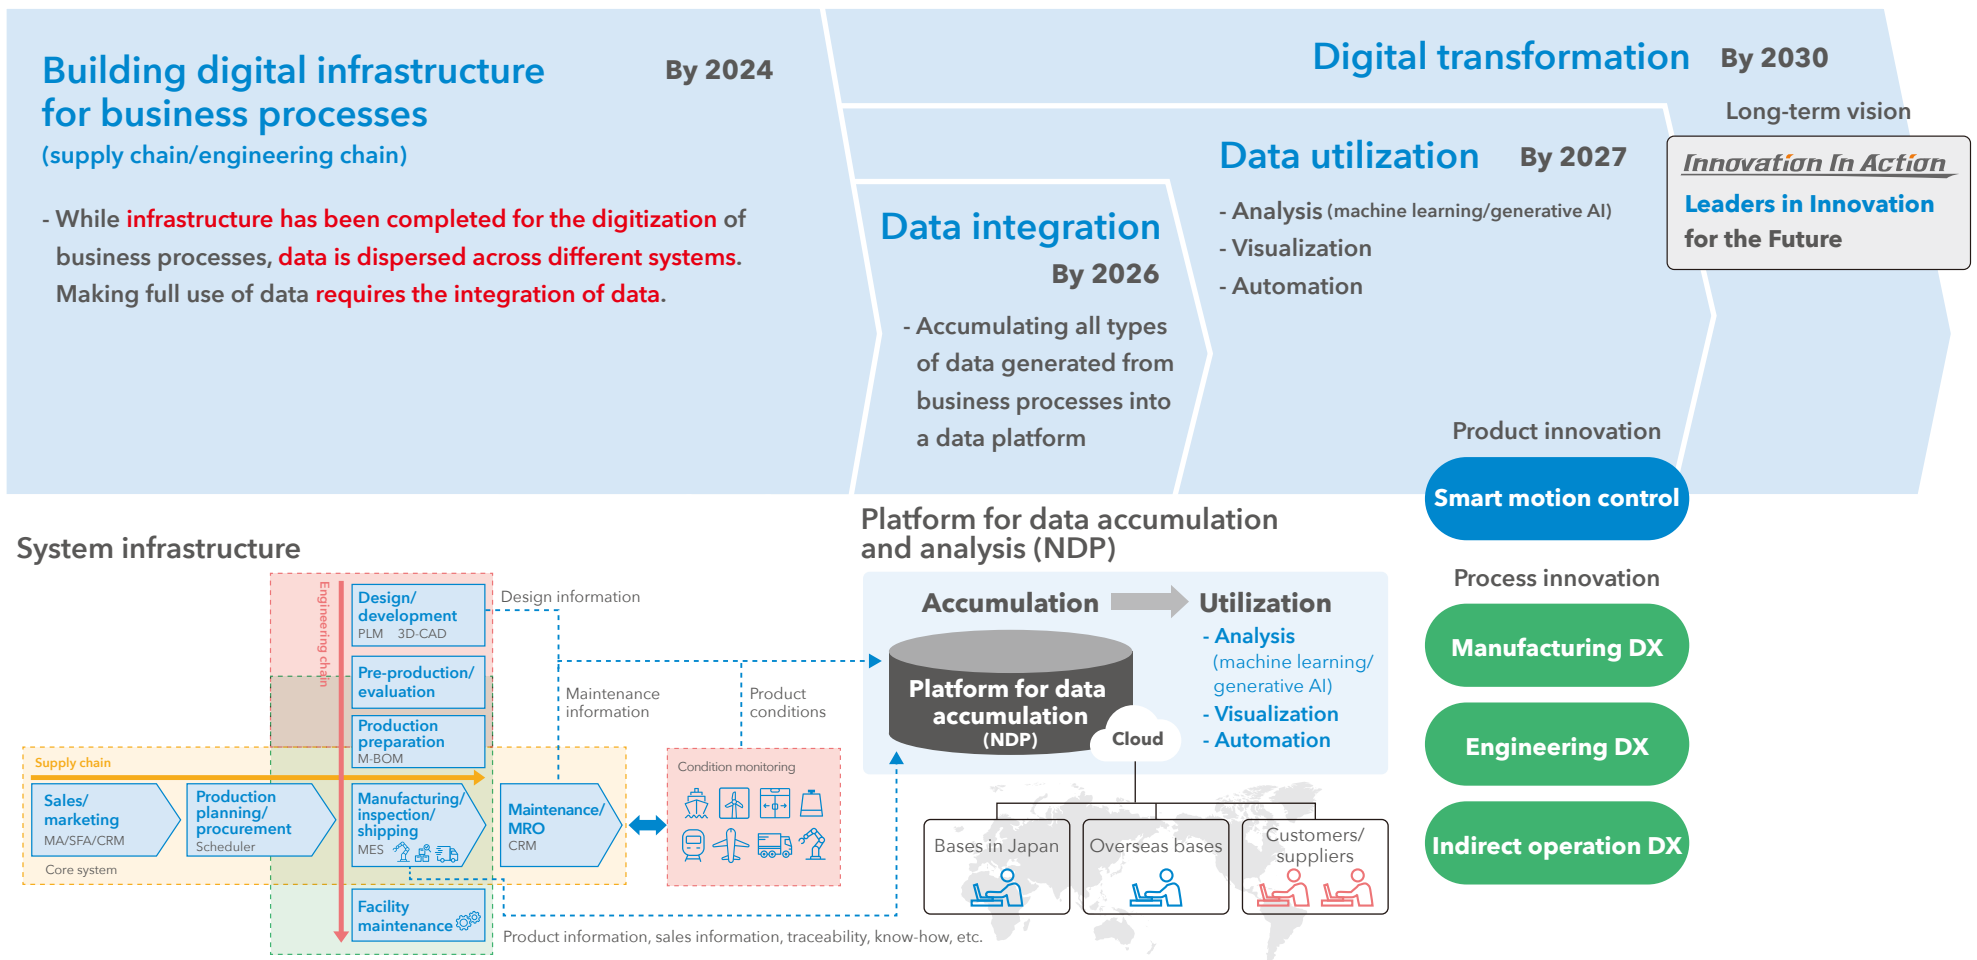 Building digital infrastructure
for business processes
(supply chain/engineering chain)
By 2024
- While infrastructure has been completed for the digitization of
business processes, data is dispersed across different systems.
Making full use of data requires the integration of data.
Data integration
By 2026
- Accumulating all types
of data generated from
business processes into
a data platform
Data utilization
By 2027
- Analysis (machine learning/generative AI)
- Visualization
- Automation
Digital transformation
By 2030
Long-term vision
Innovation In Action
Leaders in Innovation
for the Future
Product innovation
Smart motion control
Process innovation
Manufacturing DX
Engineering DX
Indirect operation DX
System infrastructure
Engineering chain
Design/
development
PLM 3D-CAD
Pre-production/
evaluation
Production
preparation
M-BOM
Supply chain
Sales/
marketing
MA/SFA/CRM
Production
planning/
procurement
Scheduler
Manufacturing/
inspection/
shipping
MES
Maintenance/
MRO
CRM
Core system
Facility
maintenance
Design information
Maintenance
information
Product
conditions
Condition monitoring
Product information, sales information, traceability, know-how, etc.
Platform for data accumulation
and analysis (NDP)
Accumulation
Utilization
Platform for data
accumulation
(NDP)
Cloud
- Analysis
(machine learning/
generative AI)
- Visualization
- Automation
Bases in Japan
Overseas bases
Customers/
suppliers